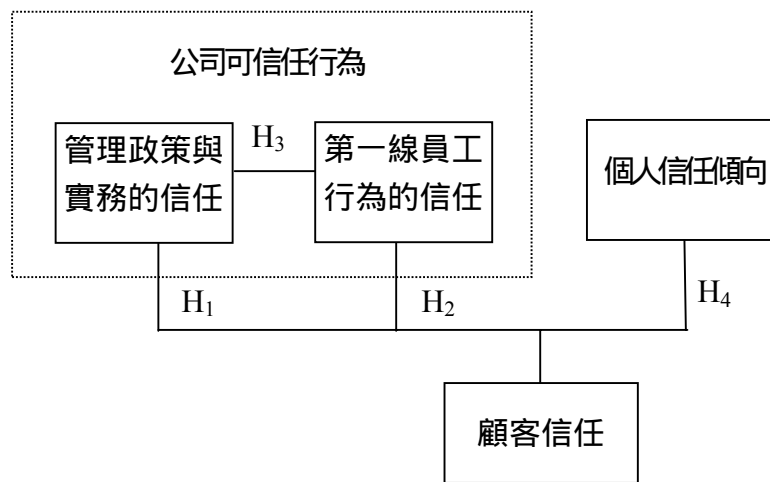 公司可信任行為
管理政策與
實務的信任
H₃
第一線員工
行為的信任
個人信任傾向
H₁
H₂
H₄
顧客信任